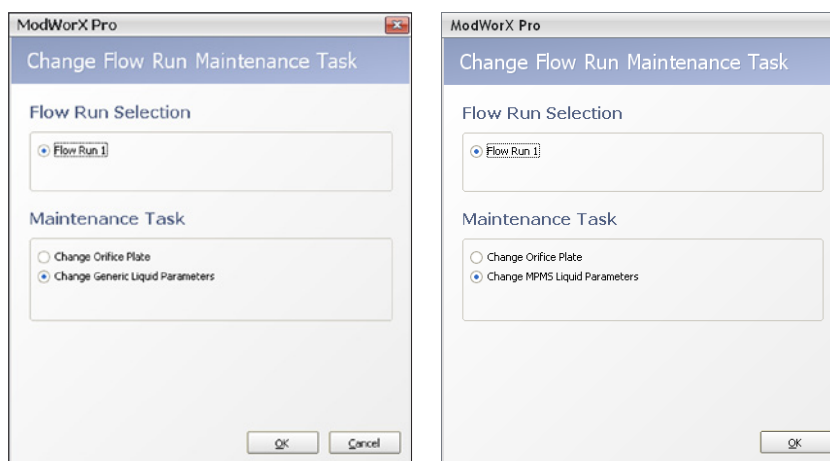 ModWorX Pro
Change Flow Run Maintenance Task
Flow Run Selection
Flow Run 1
Maintenance Task
Change Orifice Plate
Change Generic Liquid Parameters
OK
Cancel
ModWorX Pro
Change Flow Run Maintenance Task
Flow Run Selection
Flow Run 1
Maintenance Task
Change Orifice Plate
Change MPMS Liquid Parameters
OK